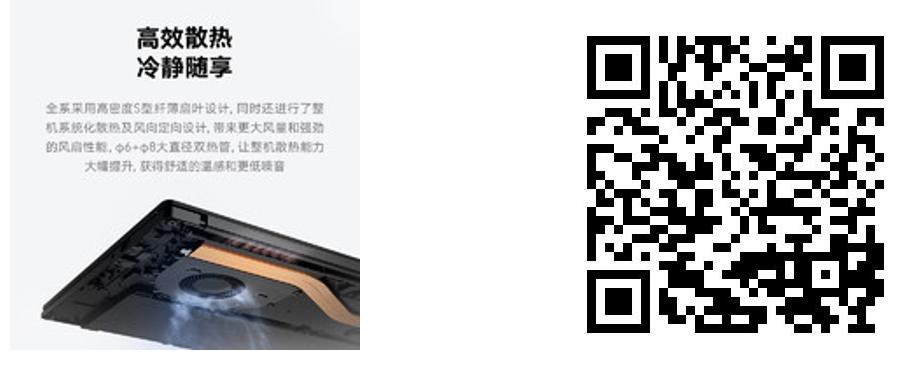 高效散热
冷静随享
全系采用高密度S型纤薄扇叶设计, 同时还进行了整
机系统化散热及风向定向设计, 带来更大风量和强劲
的风扇性能, φ6+φ8大直径双热管, 让整机散热能力
大幅提升, 获得舒适的温感和更低噪音